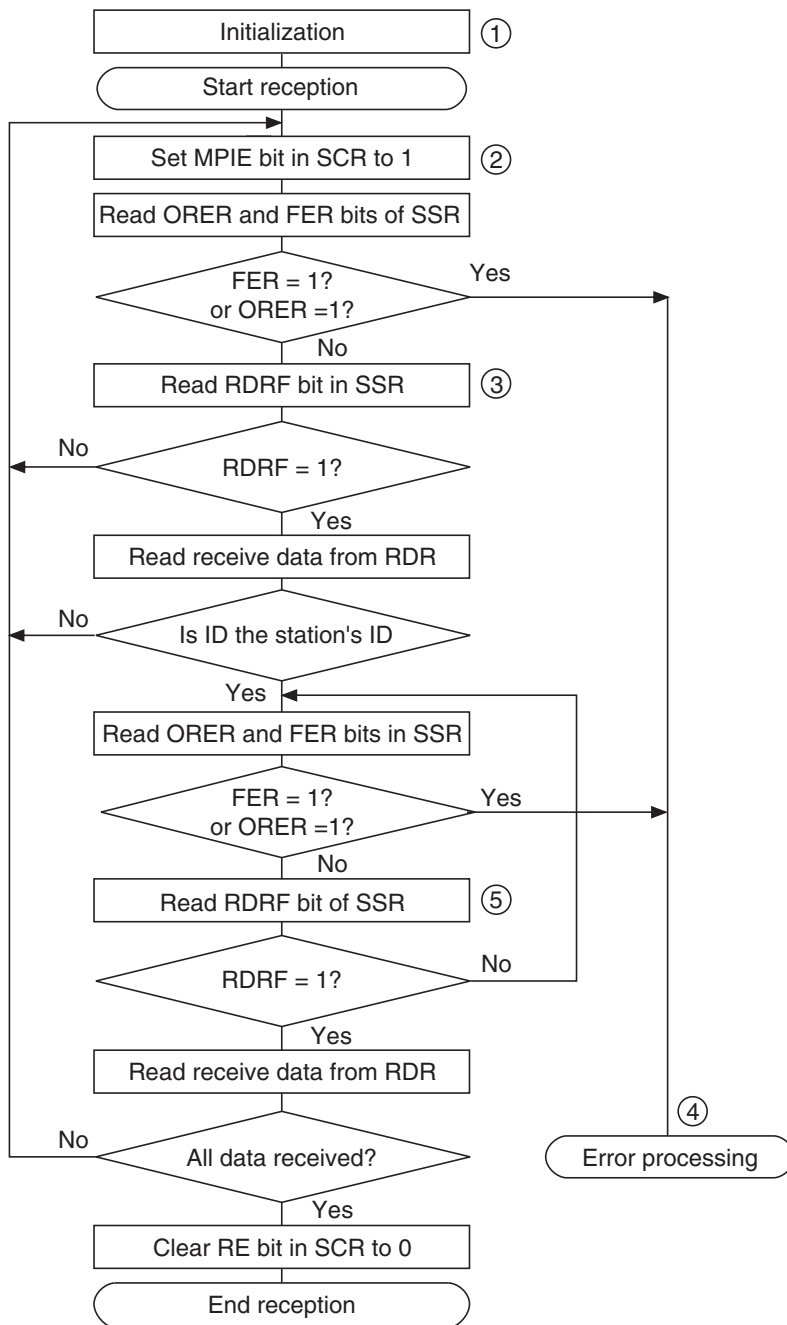 Initialization
①
Start reception
Set MPIE bit in SCR to 1
②
Read ORER and FER bits of SSR
FER = 1?
or ORER =1?
Yes
No
Read RDRF bit in SSR
③
No
RDRF = 1?
Yes
Read receive data from RDR
No
Is ID the station's ID
Yes
Read ORER and FER bits in SSR
FER = 1?
or ORER =1?
Yes
No
Read RDRF bit of SSR
⑤
RDRF = 1?
No
Yes
Read receive data from RDR
④
No
All data received?
Error processing
Yes
Clear RE bit in SCR to 0
End reception